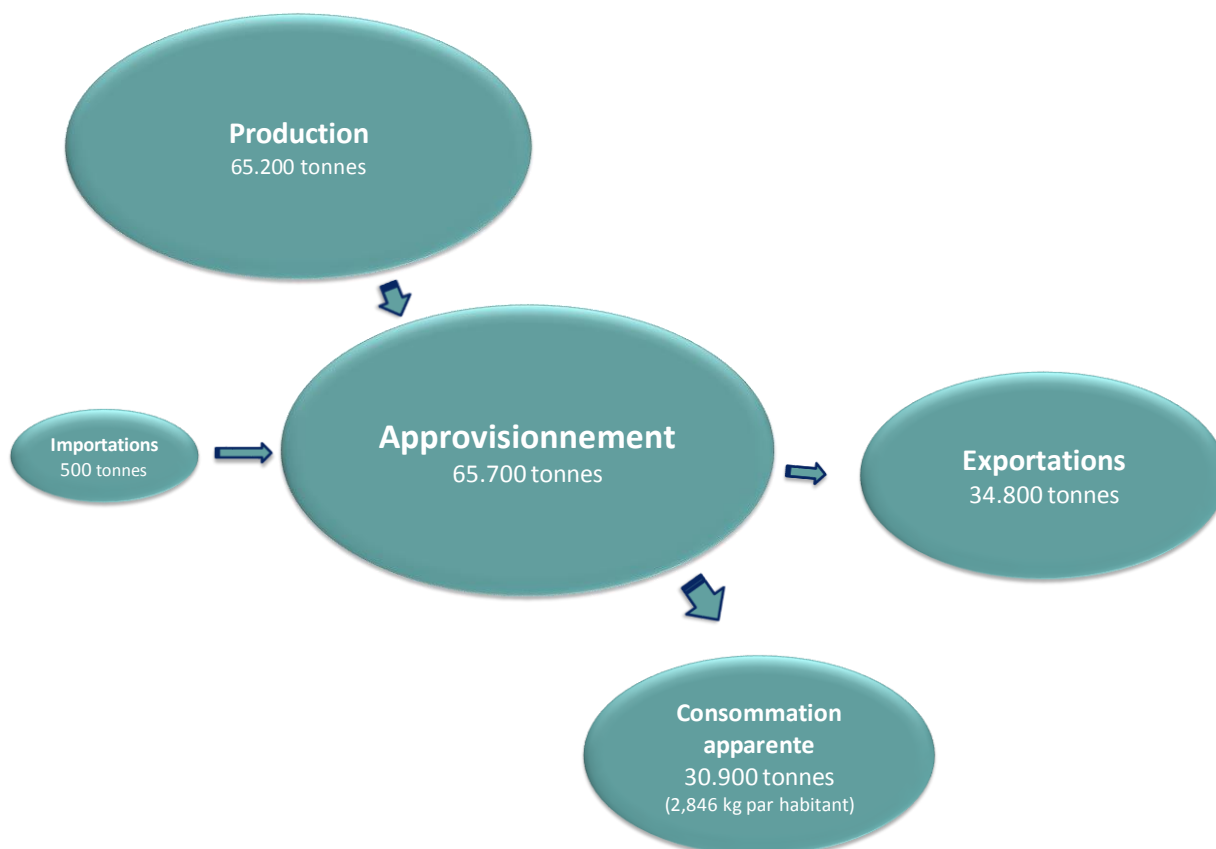 Production
65.200 tonnes
Importations
500 tonnes
Approvisionnement
65.700 tonnes
Exportations
34.800 tonnes
Consommation
apparente
30.900 tonnes
(2,846 kg par habitant)